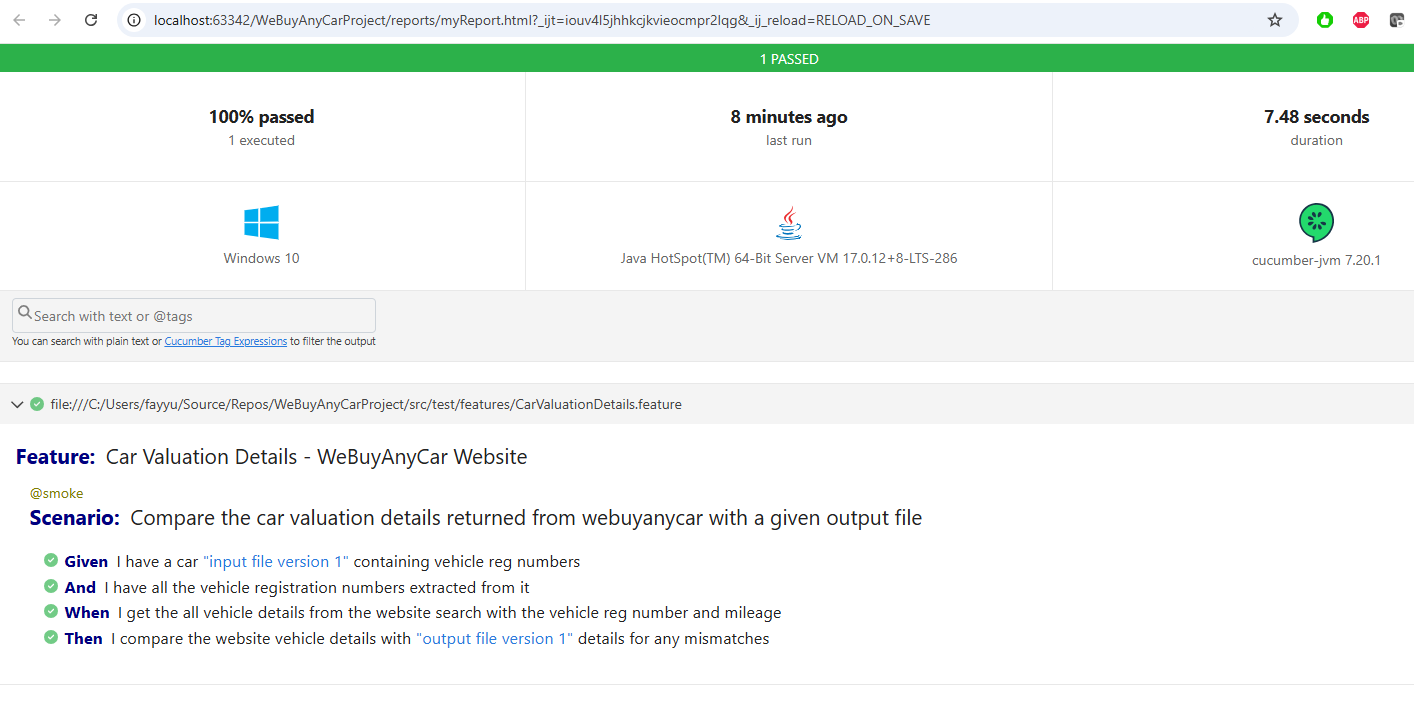 localhost:63342/WeBuyAnyCarProject/reports/myReport.html?_ijt=iouv4l5jhhkcjkvieocmpr2lqg&_ij_reload=RELOAD_ON_SAVE
ABP
1 PASSED
100% passed
1 executed
8 minutes ago
last run
7.48 seconds
duration
Windows 10
Java HotSpot(TM) 64-Bit Server VM 17.0.12+8-LTS-286
cucumber-jvm 7.20.1
Search with text or @tags
You can search with plain text or Cucumber Tag Expressions to filter the output
file:///C:/Users/fayyu/Source/Repos/WeBuyAnyCarProject/src/test/features/CarValuationDetails.feature
Feature: Car Valuation Details - WeBuyAnyCar Website
@smoke
Scenario: Compare the car valuation details returned from webuyanycar with a given output file
Given I have a car "input file version 1" containing vehicle reg numbers
And I have all the vehicle registration numbers extracted from it
When I get the all vehicle details from the website search with the vehicle reg number and mileage
Then I compare the website vehicle details with "output file version 1" details for any mismatches